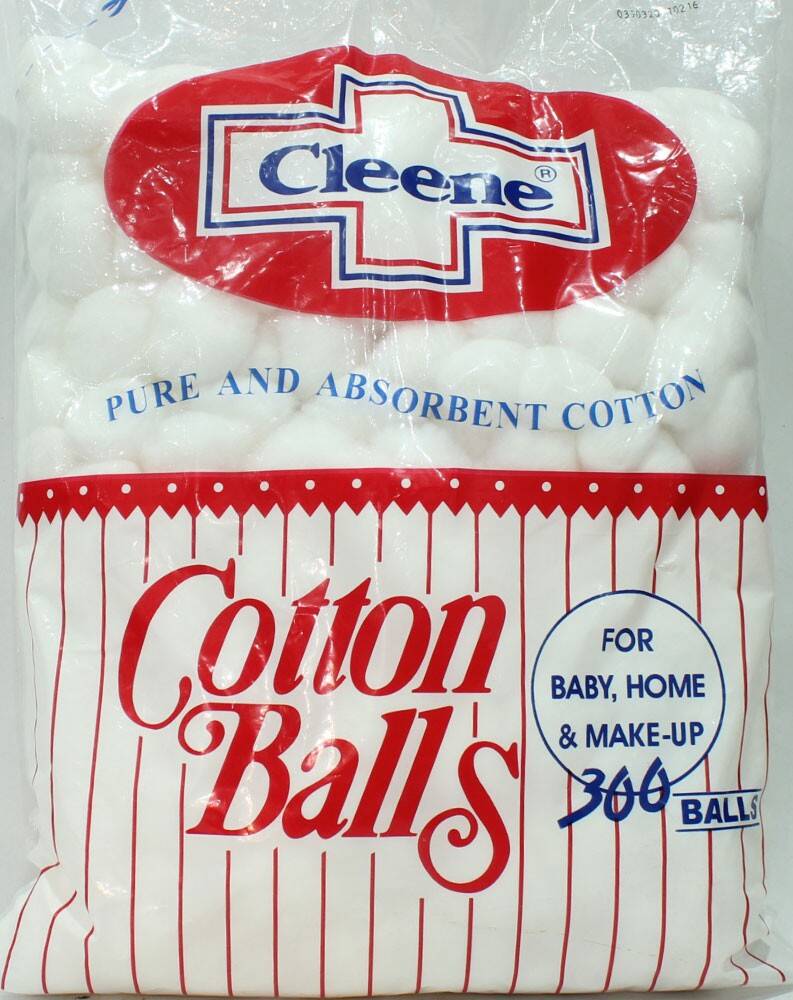 Cleene®
PURE AND ABSORBENT COTTON
Cotton
Balls
FOR
BABY, HOME
& MAKE-UP
300
BALLS